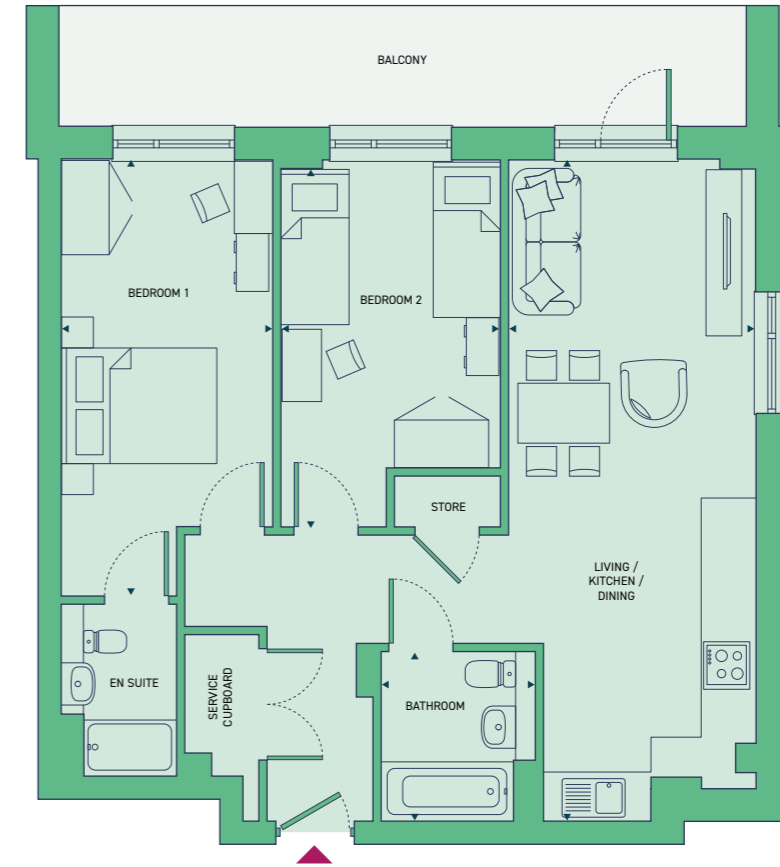 BALCONY
BEDROOM 1
BEDROOM 2
STORE
LIVING /
KITCHEN /
DINING
EN SUITE
SERVICE
CUPBOARD
BATHROOM